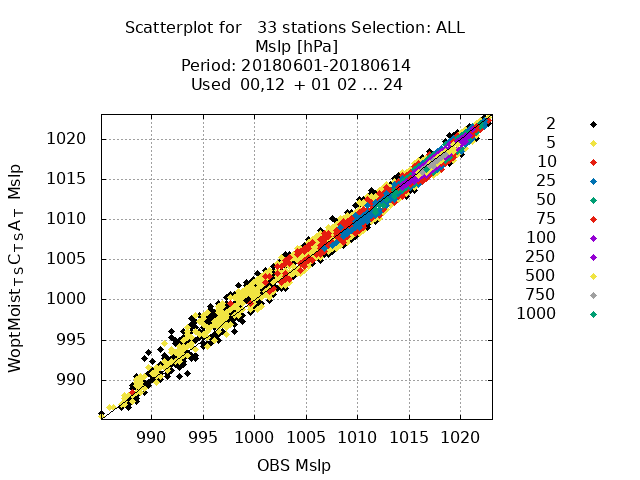 Scatterplot for 33 stations Selection: ALL
Mslp [hPa]
Period: 20180601-20180614
Used 00,12 + 01 02 ... 24
WoptMoist T S C T S A T Mslp
1020
1015
1010
1005
1000
995
990
990 995 1000 1005 1010 1015 1020
OBS Mslp
2
5
10
25
50
75
100
250
500
750
1000